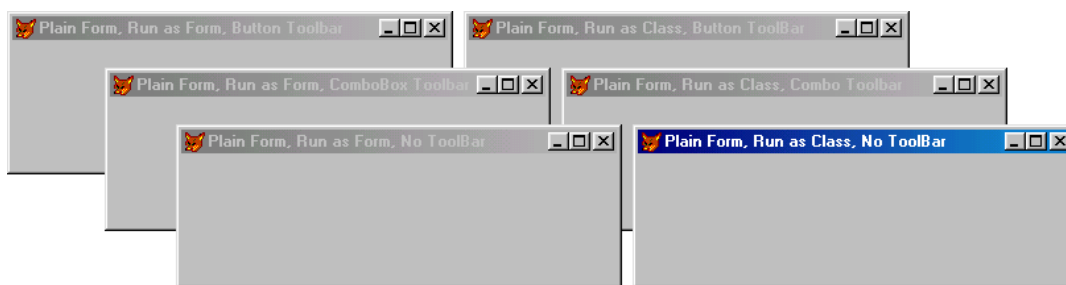 Plain Form, Run as Form, Button Toolbar
Plain Form, Run as Class, Button ToolBar
Plain Form, Run as Form, ComboBox Toolbar
Plain Form, Run as Class, Combo Toolbar
Plain Form, Run as Form, No ToolBar
Plain Form, Run as Class, No ToolBar